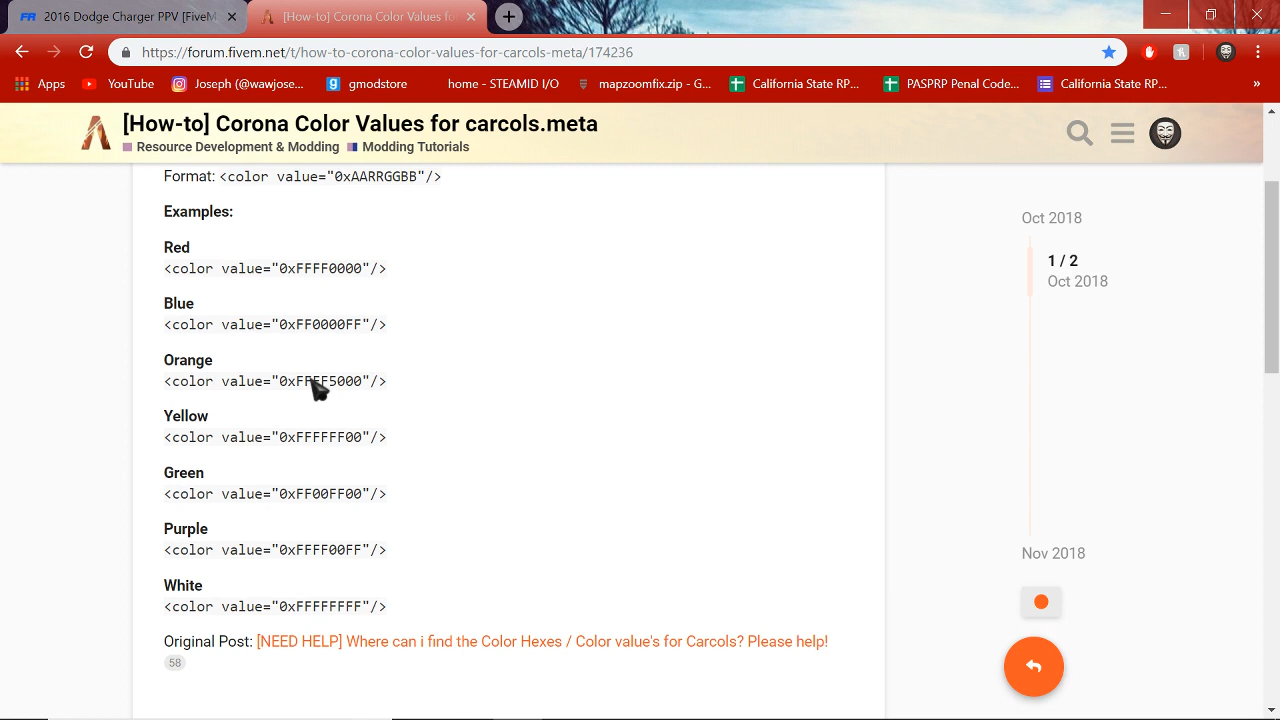 FR 2016 Dodge Charger PPV [FiveM
[How-to] Corona Color Values fo
https://forum.fivem.net/t/how-to-corona-color-values-for-carcols-meta/174236
Apps YouTube Joseph (@wawjose... gmodstore home - STEAMID I/O mapzoomfix.zip - G... California State RP... PASPRP Penal Code... California State RP... »
[How-to] Corona Color Values for carcols.meta
Resource Development & Modding Modding Tutorials
Format: <color value="0xAARRGGBB"/>
Examples:
Red
<color value="0xFFFF0000"/>
Blue
<color value="0xFF0000FF"/>
Orange
<color value="0xFFFF5000"/>
Yellow
<color value="0xFFFFFF00"/>
Green
<color value="0xFF00FF00"/>
Purple
<color value="0xFFFF00FF"/>
White
<color value="0xFFFFFFFF"/>
Original Post: [NEED HELP] Where can i find the Color Hexes / Color value's for Carcols? Please help!
58
Oct 2018
1 / 2
Oct 2018
Nov 2018